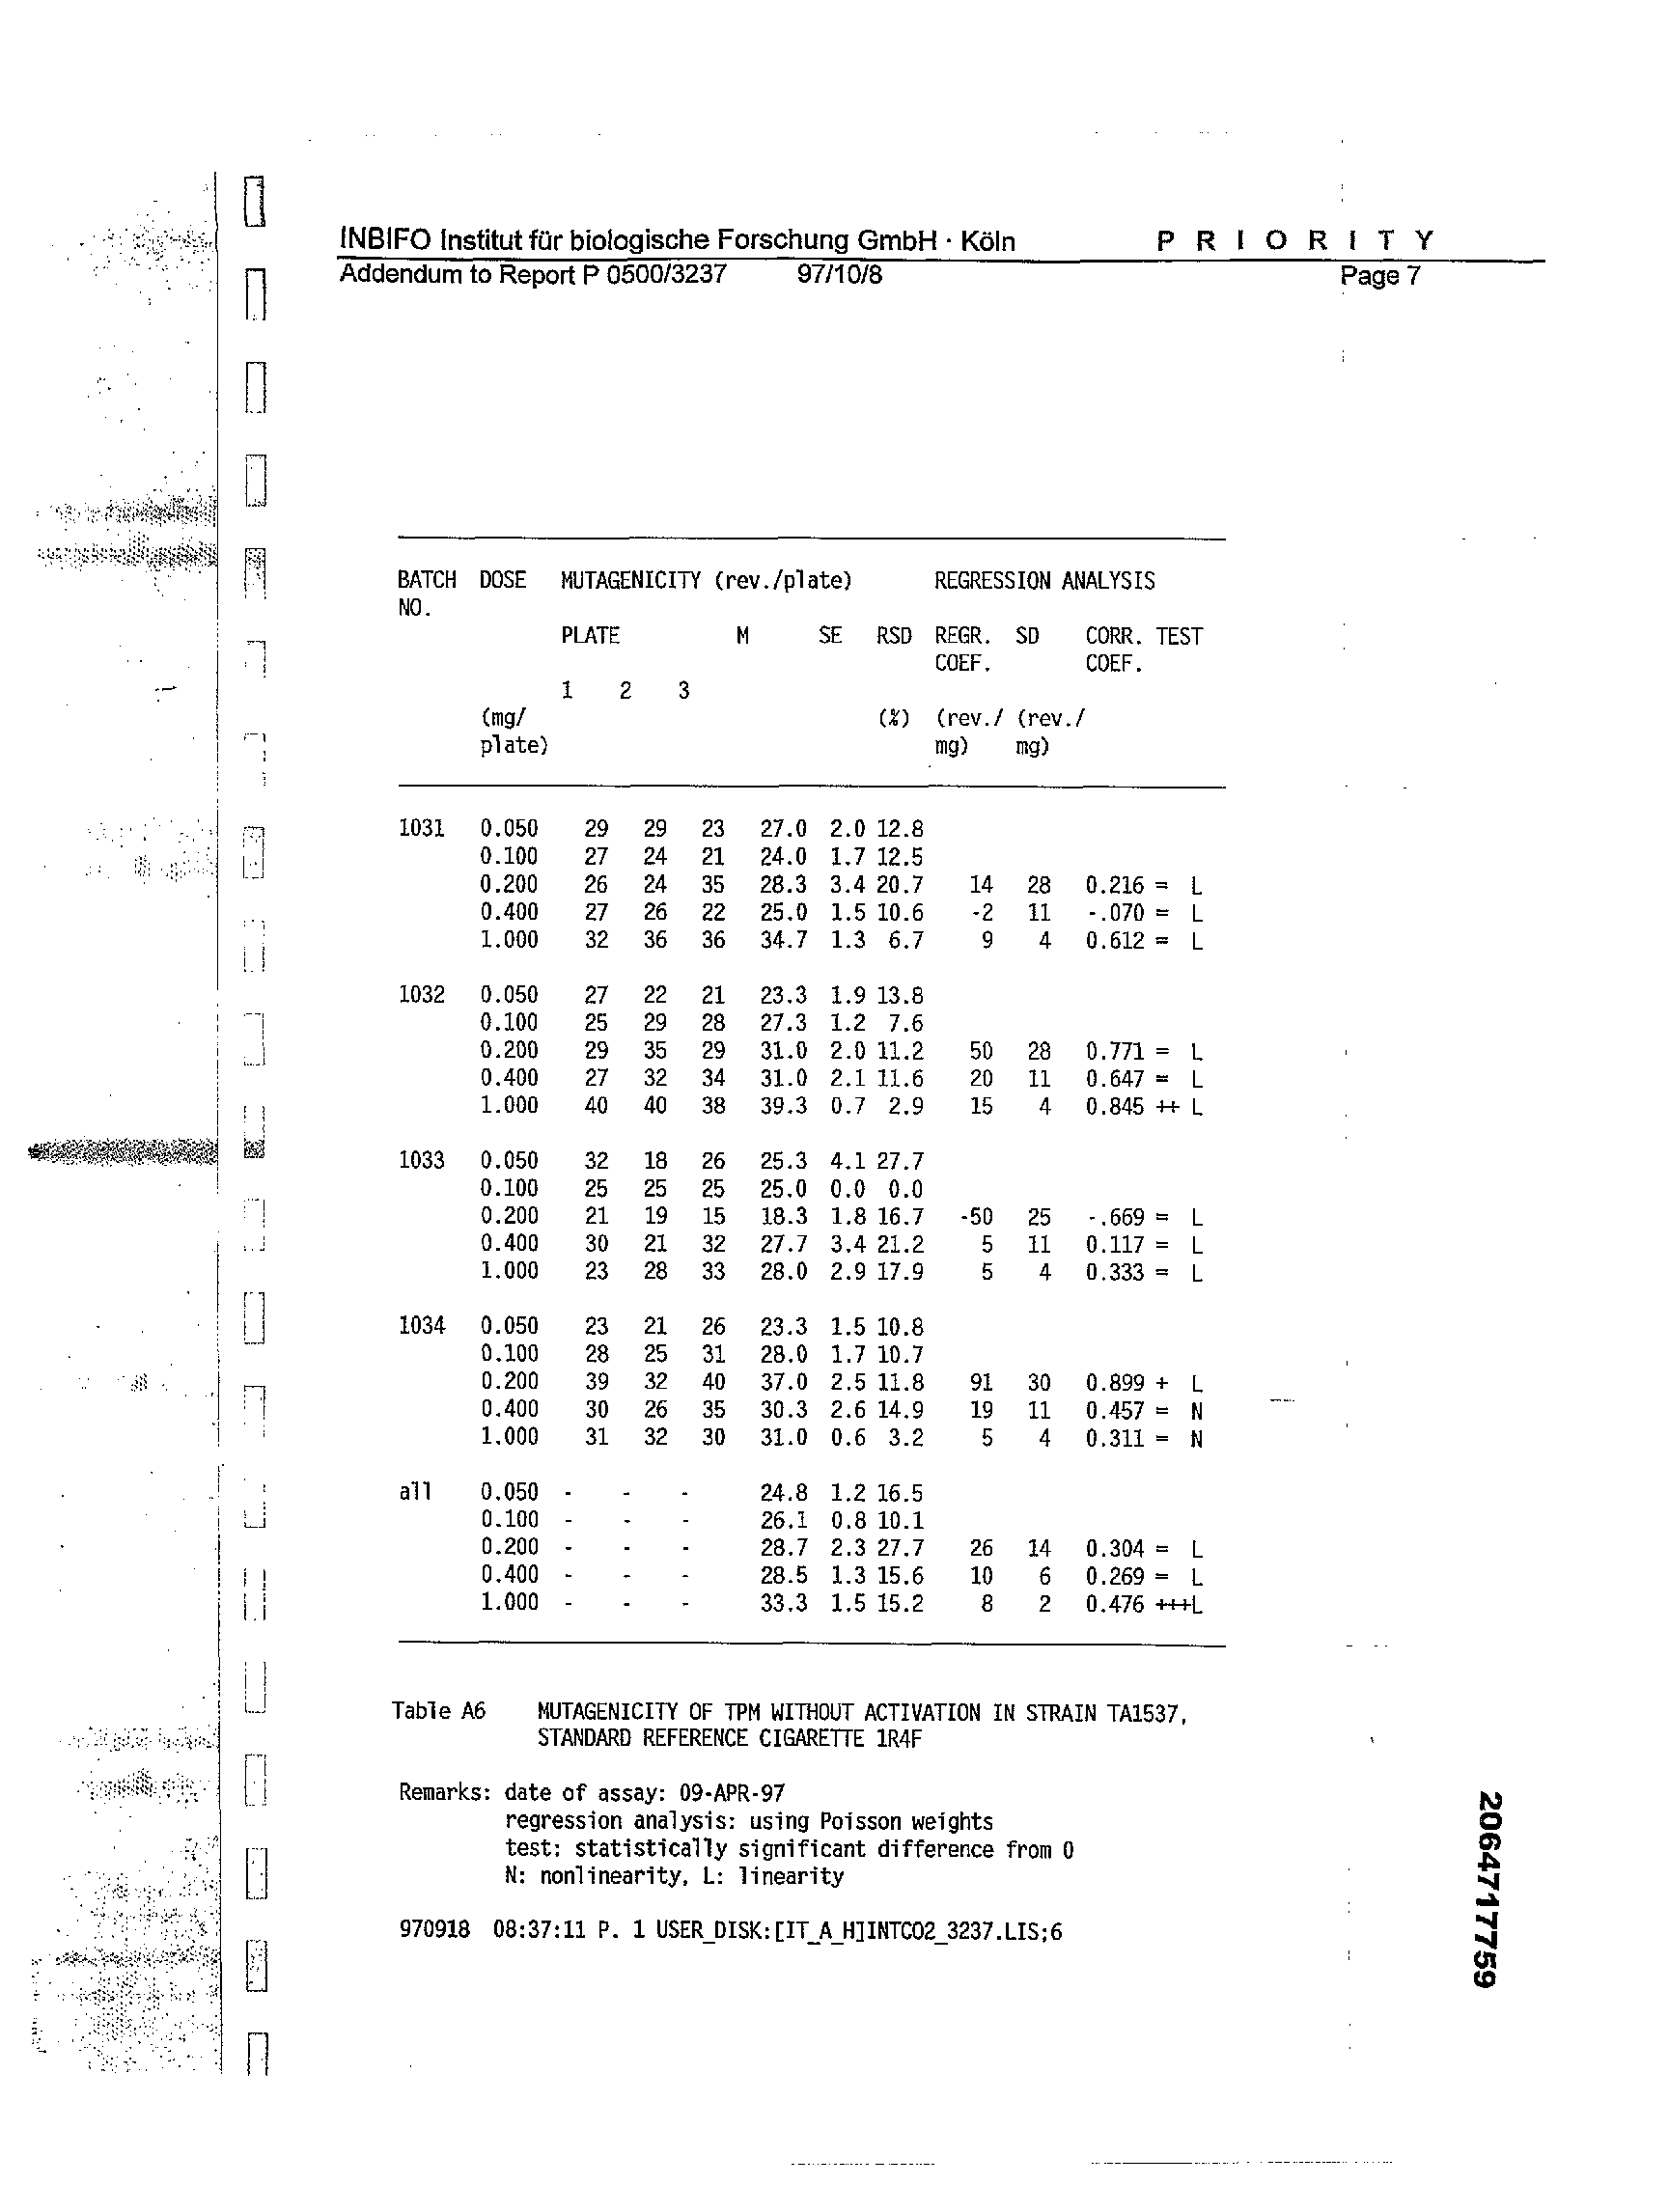 INBIFO Institut für biologische Forschung GmbH · Köln P R I O R I T Y
Addendum to Report P 0500/3237 97/10/8 Page 7
BATCH DOSE MUTAGENICITY (rev./plate) REGRESSION ANALYSIS
NO.
PLATE M SE RSD REGR. SD CORR. TEST
COEF. COEF.
1 2 3
(mg/ (%) (rev./ (rev./
plate) mg) mg)
1031 0.050 29 29 23 27.0 2.0 12.8
0.100 27 24 21 24.0 1.7 12.5
0.200 26 24 35 28.3 3.4 20.7 14 28 0.216 = L
0.400 27 26 22 25.0 1.5 10.6 -2 11 -.070 = L
1.000 32 36 36 34.7 1.3 6.7 9 4 0.612 = L
1032 0.050 27 22 21 23.3 1.9 13.8
0.100 25 29 28 27.3 1.2 7.6
0.200 29 35 29 31.0 2.0 11.2 50 28 0.771 = L
0.400 27 32 34 31.0 2.1 11.6 20 11 0.647 = L
1.000 40 40 38 39.3 0.7 2.9 15 4 0.845 ++ L
1033 0.050 32 18 26 25.3 4.1 27.7
0.100 25 25 25 25.0 0.0 0.0
0.200 21 19 15 18.3 1.8 16.7 -50 25 -.669 = L
0.400 30 21 32 27.7 3.4 21.2 5 11 0.117 = L
1.000 23 28 33 28.0 2.9 17.9 5 4 0.333 = L
1034 0.050 23 21 26 23.3 1.5 10.8
0.100 28 25 31 28.0 1.7 10.7
0.200 39 32 40 37.0 2.5 11.8 91 30 0.899 + L
0.400 30 26 35 30.3 2.6 14.9 19 11 0.457 = N
1.000 31 32 30 31.0 0.6 3.2 5 4 0.311 = N
all 0.050 - - - 24.8 1.2 16.5
0.100 - - - 26.1 0.8 10.1
0.200 - - - 28.7 2.3 27.7 26 14 0.304 = L
0.400 - - - 28.5 1.3 15.6 10 6 0.269 = L
1.000 - - - 33.3 1.5 15.2 8 2 0.476 +++L
Table A6 MUTAGENICITY OF TPM WITHOUT ACTIVATION IN STRAIN TA1537,
STANDARD REFERENCE CIGARETTE 1R4F
Remarks: date of assay: 09-APR-97
regression analysis: using Poisson weights
test: statistically significant difference from 0
N: nonlinearity, L: linearity
970918 08:37:11 P. 1 USER_DISK:[IT_A_H]INTCO2_3237.LIS;6
2064717759